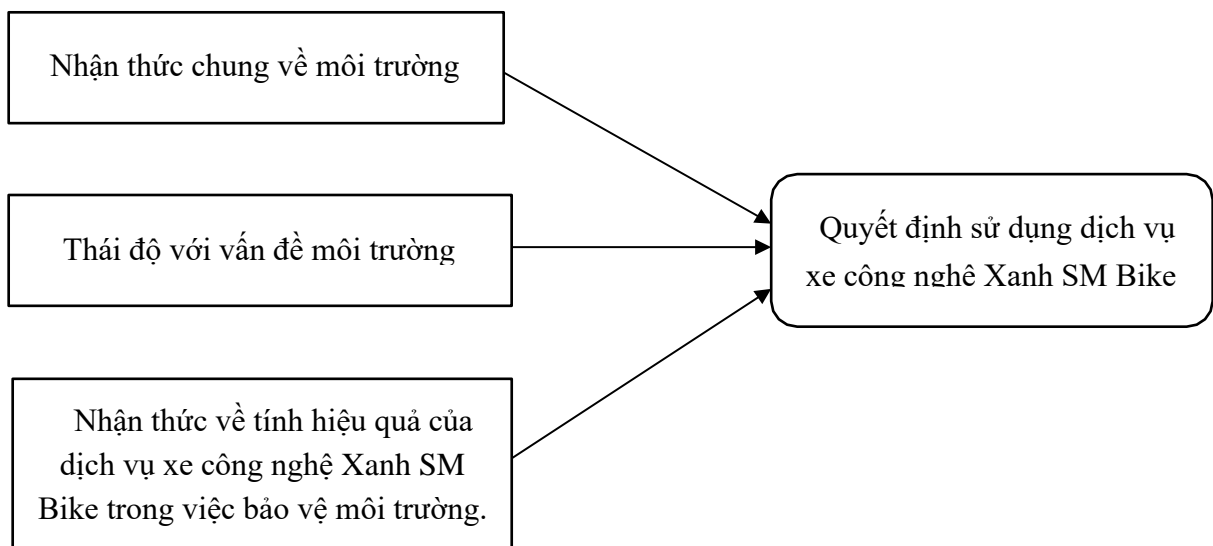 Nhận thức chung về môi trường
Thái độ với vấn đề môi trường
Quyết định sử dụng dịch vụ
xe công nghệ Xanh SM Bike
Nhận thức về tính hiệu quả của
dịch vụ xe công nghệ Xanh SM
Bike trong việc bảo vệ môi trường.